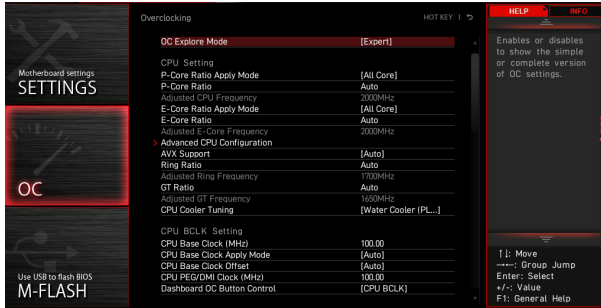 Overclocking
HOT KEY | ⮌
HELP
INFO
OC Explore Mode [Expert]
CPU Setting
P-Core Ratio Apply Mode [All Core]
P-Core Ratio Auto
Adjusted CPU Frequency 2000MHz
E-Core Ratio Apply Mode [All Core]
E-Core Ratio Auto
Adjusted E-Core Frequency 2000MHz
Advanced CPU Configuration
AVX Support [Auto]
Ring Ratio Auto
Adjusted Ring Frequency 1700MHz
GT Ratio Auto
Adjusted GT Frequency 1650MHz
CPU Cooler Tuning [Water Cooler (PL...]
CPU BCLK Setting
CPU Base Clock (MHz) 100.00
CPU Base Clock Apply Mode [Auto]
CPU Base Clock Offset [Auto]
CPU PEG/DMI Clock (MHz) 100.00
Dashboard OC Button Control [CPU BCLK]
Motherboard settings
SETTINGS
OC
Use USB to flash BIOS
M-FLASH
Enables or disables
to show the simple
or complete version
of OC settings.
↑↓: Move
→←: Group Jump
Enter: Select
+/-: Value
F1: General Help